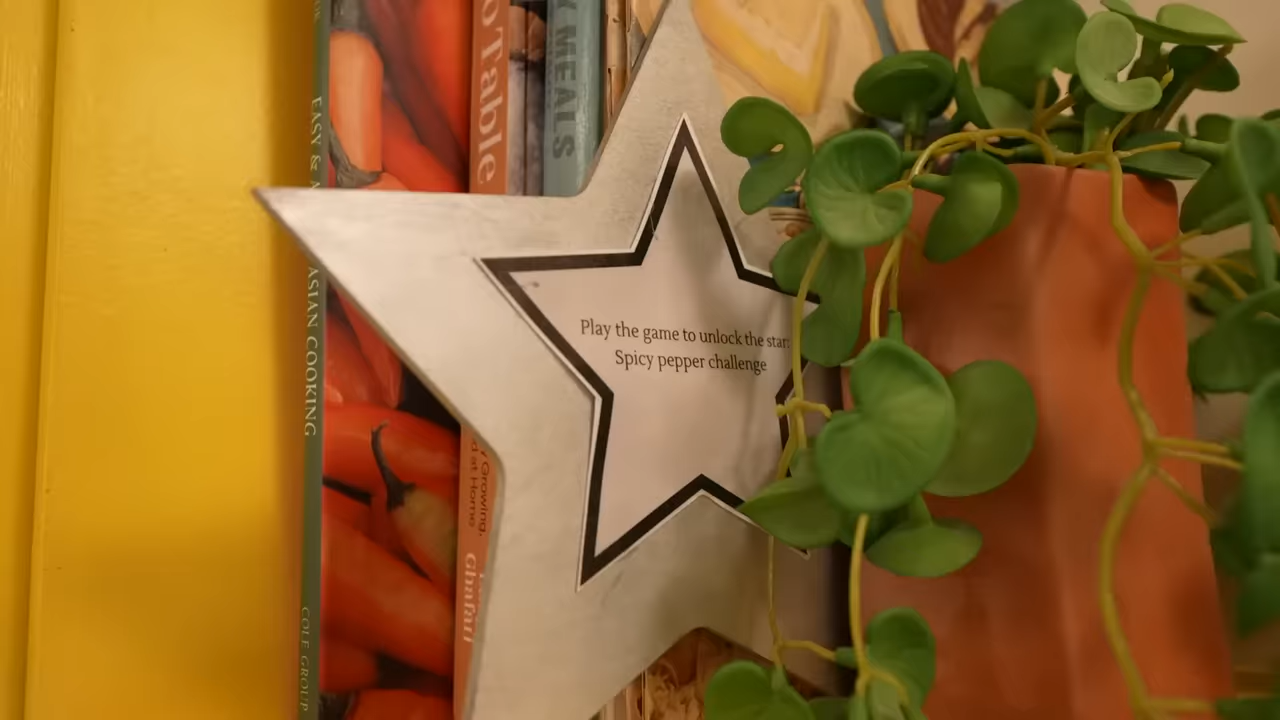 EASY &
ASIAN COOKING
COLE GROUP
o Table
Y MEALS
Play the game to unlock the star:
Spicy pepper challenge
Growing,
d at Home
Ghafari